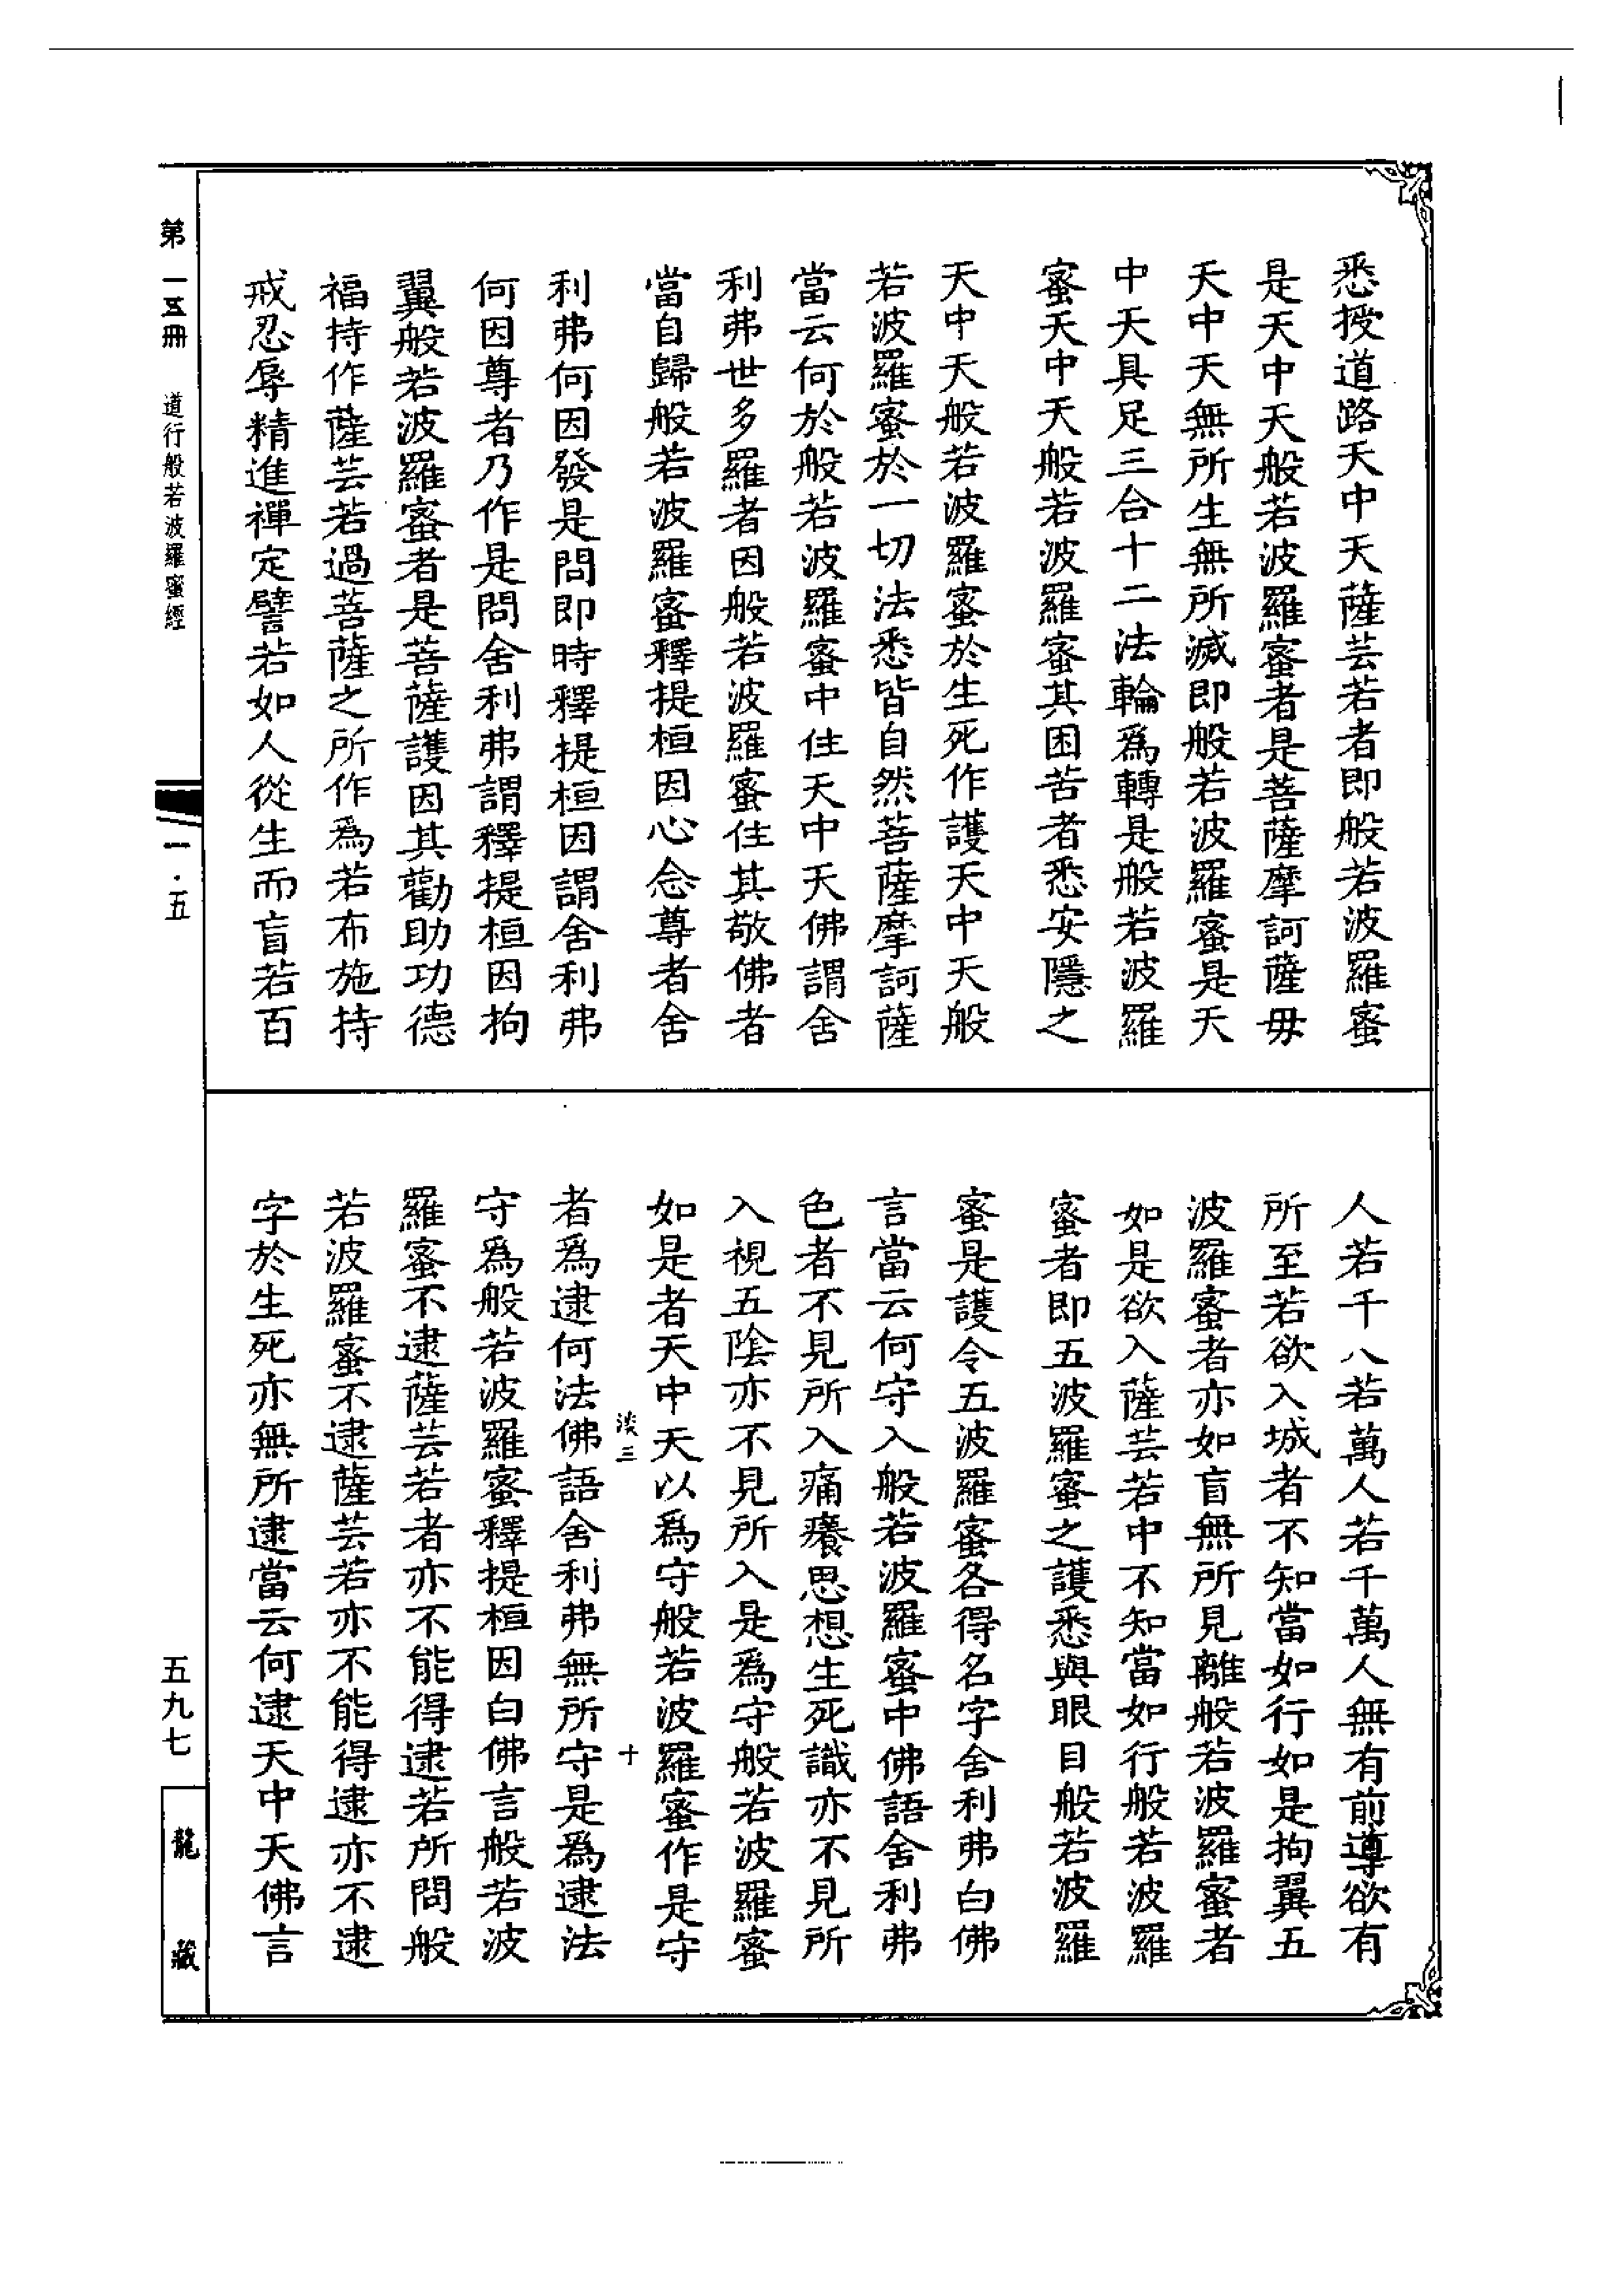 悉授道路天中天薩芸若者即般若波羅蜜
是天中天般若波羅蜜者是菩薩摩訶薩毋
天中天無所生無所滅即般若波羅蜜是天
中天具足三合十二法輪爲轉是般若波羅
蜜天中天般若波羅蜜其困苦者悉安隱之
天中天般若波羅蜜於生死作護天中天般
若波羅蜜於一切法悉皆自然菩薩摩訶薩
當云何於般若波羅蜜中住天中天佛謂舍
利弗世多羅者因般若波羅蜜住其敬佛者
當自歸般若波羅蜜釋提桓因心念尊者舍
利弗何因發是問即時釋提桓因謂舍利弗
何因尊者乃作是問舍利弗謂釋提桓因拘
翼般若波羅蜜者是菩薩護因其勸助功德
福持作薩芸若過菩薩之所作爲若布施持
戒忍辱精進禪定譬若如人從生而盲若百
人若千人若萬人若千萬人無有前導欲有
所至若欲入城者不知當如行如是拘翼五
波羅蜜者亦如盲無所見離般若波羅蜜者
如是欲入薩芸若中不知當如行般若波羅
蜜者即五波羅蜜之護悉與眼目般若波羅
蜜是護令五波羅蜜各得名字舍利弗白佛
言當云何守入般若波羅蜜中佛語舍利弗
色者不見所入痛癢思想生死識亦不見所
入視五陰亦不見所入是爲守般若波羅蜜
如是者天中天以爲守般若波羅蜜作是守
淡三 十
者爲逮何法佛語舍利弗無所守是爲逮法
守爲般若波羅蜜釋提桓因白佛言般若波
羅蜜不逮薩芸若者亦不能得逮若所問般
若波羅蜜不逮薩芸若亦不能得逮亦不逮
字於生死亦無所逮當云何逮天中天佛言
第一五冊 道行般若波羅蜜經
一·五
五九七
龍藏